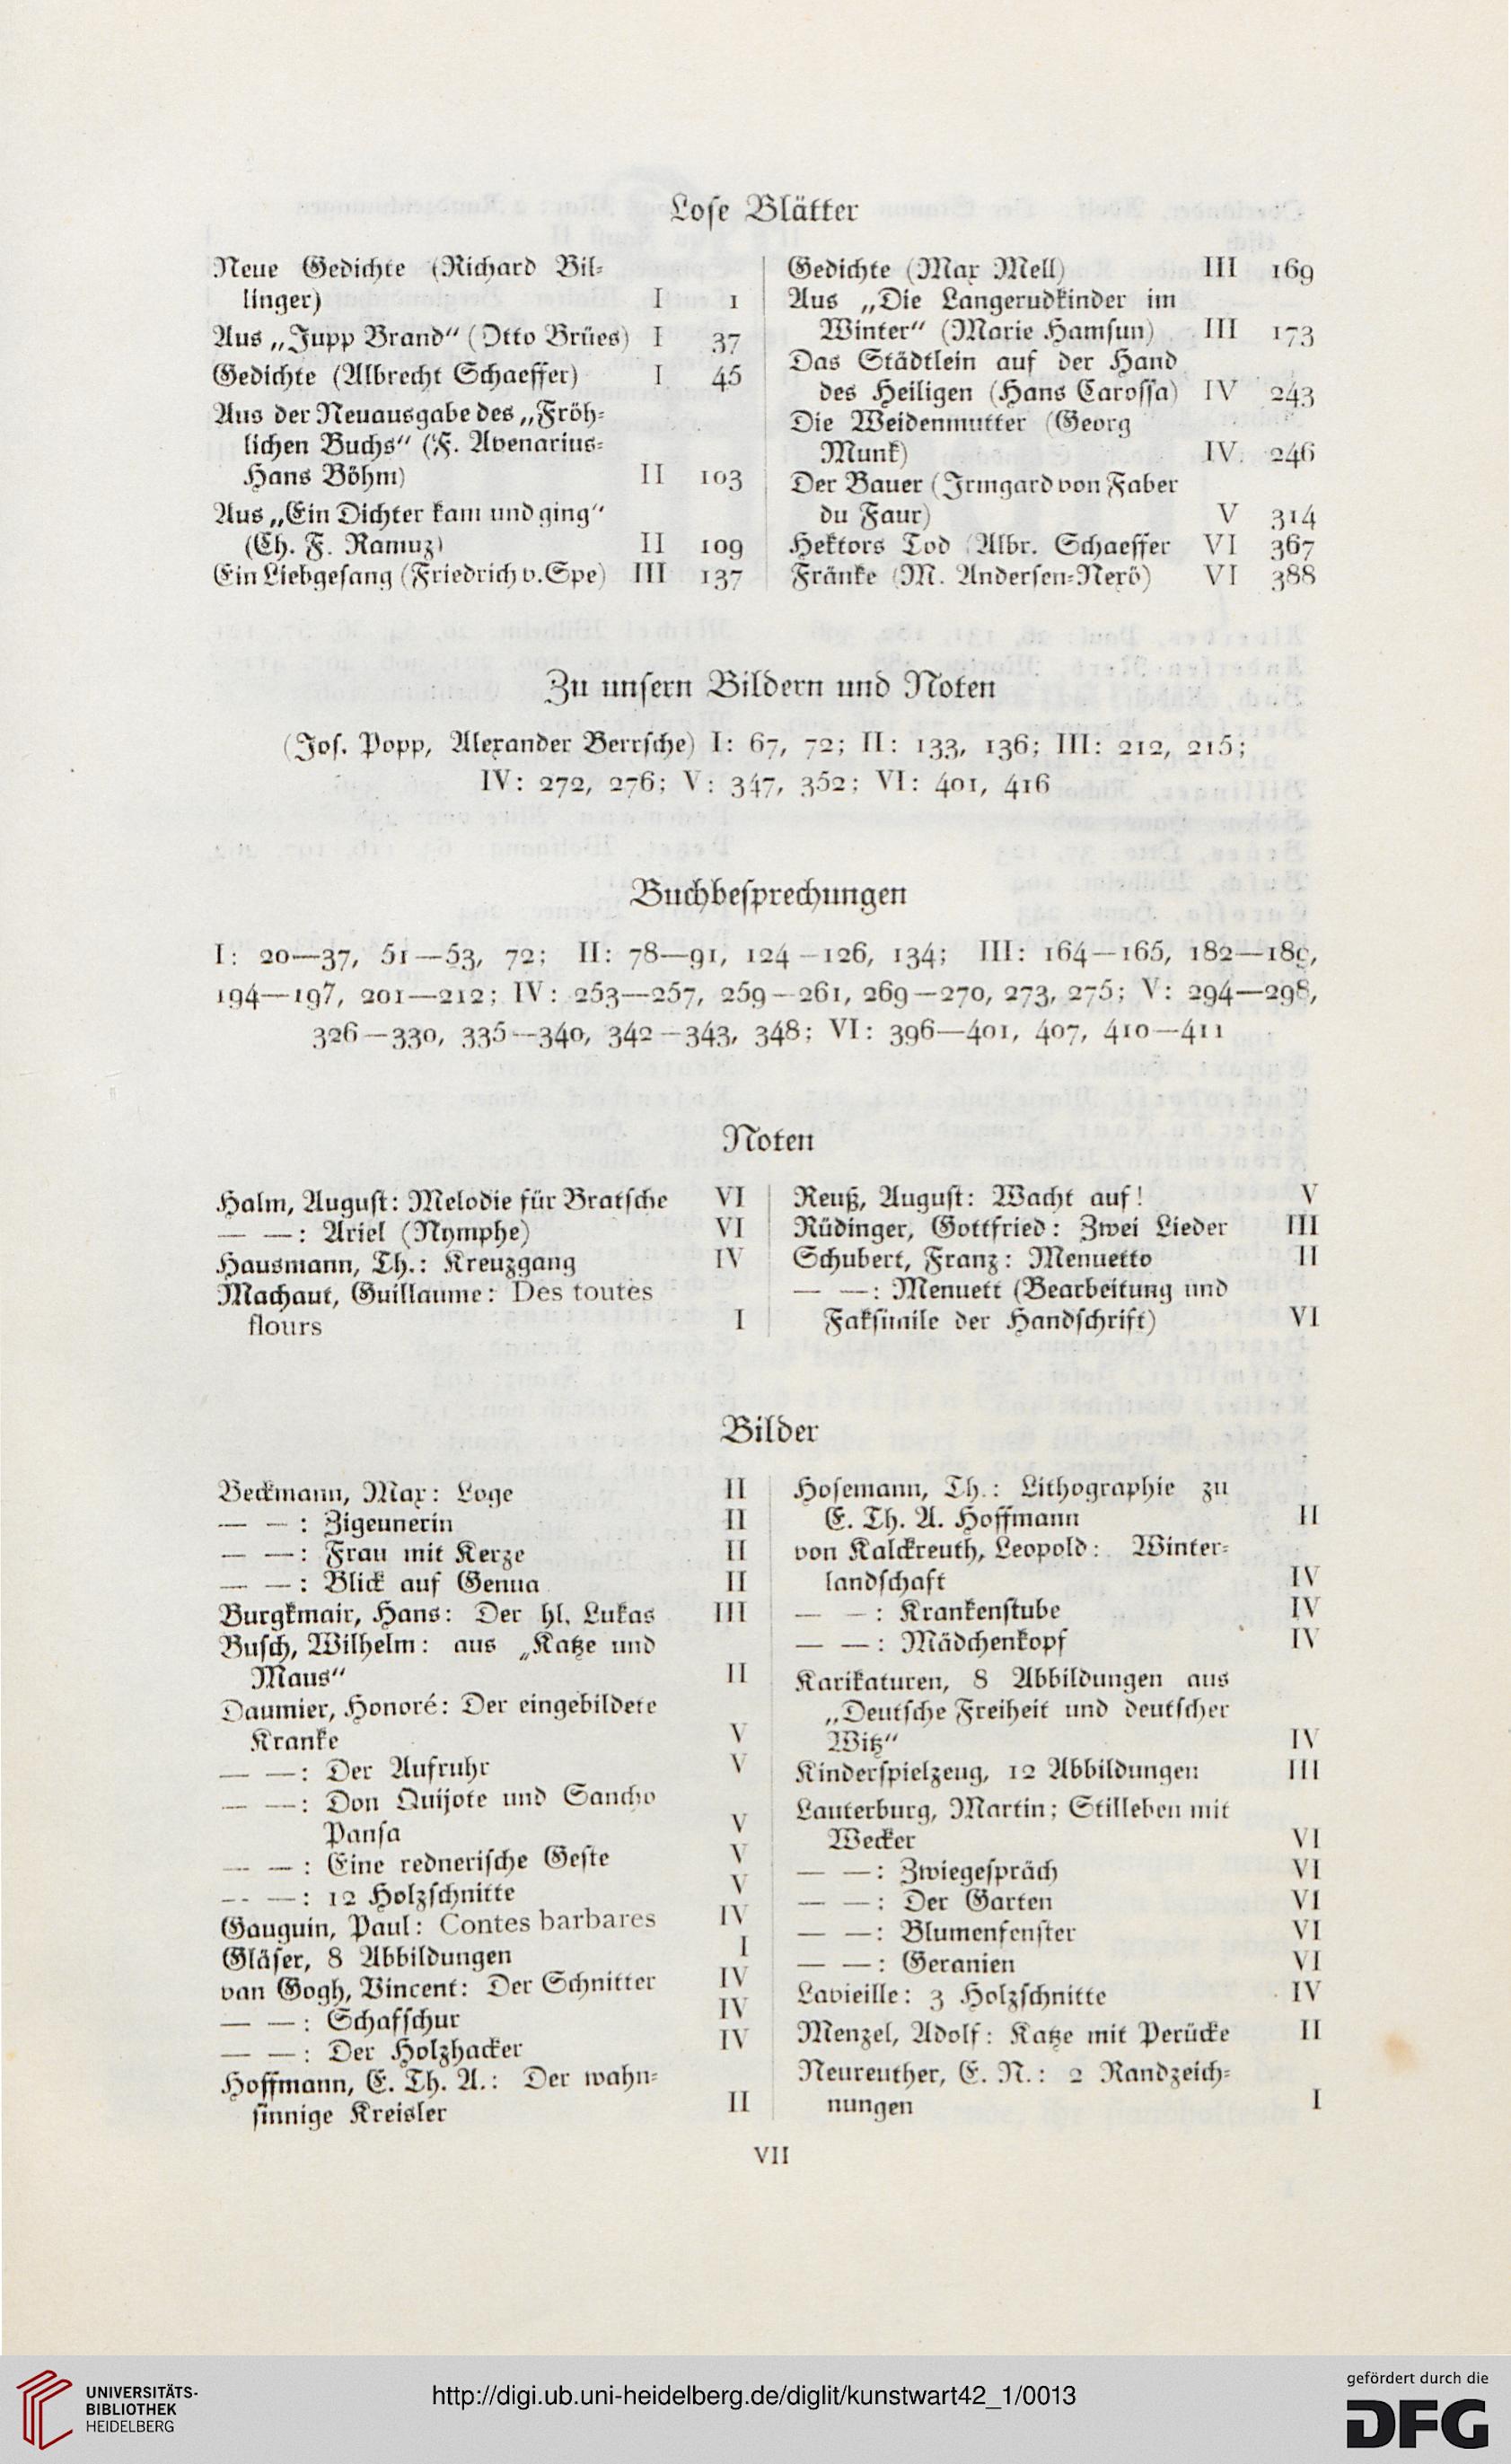 Lose Blätter
Neue Gedichte (Richard Bil-
linger) I 1
Aus „Jupp Brand“ (Otto Brües) I 37
Gedichte (Albrecht Schaeffer) I 45
Aus der Neuausgabe des „Fröh-
lichen Buchs“ (F. Avenarius-
Hans Böhm) II 103
Aus „Ein Dichter kam und ging“
(Ch. F. Ramuz) II 109
Ein Liebgesang (Friedrich v. Spe) III 137
Gedichte (Max Mell) III 169
Aus „Die Langerudkinder im
Winter“ (Marie Hamsun) III 173
Das Städtlein auf der Hand
des Heiligen (Hans Carossa) IV 243
Die Weidenmutter (Georg
Munk) IV. 246
Der Bauer (Irmgard von Faber
du Faur) V 314
Hektors Tod (Albr. Schaeffer VI 367
Fränke (M. Andersen-Nexö) VI 388
Zu unsern Bildern und Noten
(Jos. Popp, Alexander Berrsche) I: 67, 72; II: 133, 136; III: 212, 215;
IV: 272, 276; V: 347, 352; VI: 401, 416
Buchbesprechungen
I: 20—37, 51—53, 72; II: 78—91, 124—126, 134; III: 164—165, 182—189,
194—197, 201—212; IV: 253—257, 259—261, 269—270, 273, 275; V: 294—298,
326—330, 335—340, 342—343, 348; VI: 396—401, 407, 410—411
Noten
Halm, August: Melodie für Bratsche VI
— —: Ariel (Nymphe) VI
Hausmann, Th.: Kreuzgang IV
Machaut, Guillaume: Des toutes
flours I
Reuß, August: Wacht auf! V
Rüdinger, Gottfried: Zwei Lieder III
Schubert, Franz: Menuetto II
— —: Menuett (Bearbeitung und
Faksimile der Handschrift) VI
Bilder
Beckmann, Max: Loge II
— —: Zigeunerin II
— —: Frau mit Kerze II
— —: Blick auf Genua II
Burgkmair, Hans: Der hl. Lukas III
Busch, Wilhelm: aus „Katze und
Maus“ II
Daumier, Honoré: Der eingebildete
Kranke V
— —: Der Aufruhr V
— —: Don Quijote und Sancho
Pansa V
— —: Eine rednerische Geste V
— —: 12 Holzschnitte V
Gauguin, Paul: Contes barbares IV
Gläser, 8 Abbildungen I
van Gogh, Vincent: Der Schnitter IV
— —: Schafschur IV
— —: Der Holzhacker IV
Hoffmann, E. Th. A.: Der wahn-
sinnige Kreisler II
Hosemann, Th.: Lithographie zu
E. Th. A. Hoffmann II
von Kalckreuth, Leopold: Winter-
landschaft IV
— —: Krankenstube IV
— —: Mädchenkopf IV
Karikaturen, 8 Abbildungen aus
„Deutsche Freiheit und deutscher
Witz“ IV
Kinderspielzeug, 12 Abbildungen III
Lauterburg, Martin; Stilleben mit
Wecker VI
— —: Zwiegespräch VI
— —: Der Garten VI
— —: Blumenfenster VI
— —: Geranien VI
Lavieille: 3 Holzschnitte IV
Menzel, Adolf: Katze mit Perücke II
Neureuther, E. N.: 2 Randzeich-
nungen I
VII
UNIVERSITÄTS-
BIBLIOTHEK
HEIDELBERG
http://digi.ub.uni-heidelberg.de/diglit/kunstwart42_1/0013
gefördert durch die
DFG